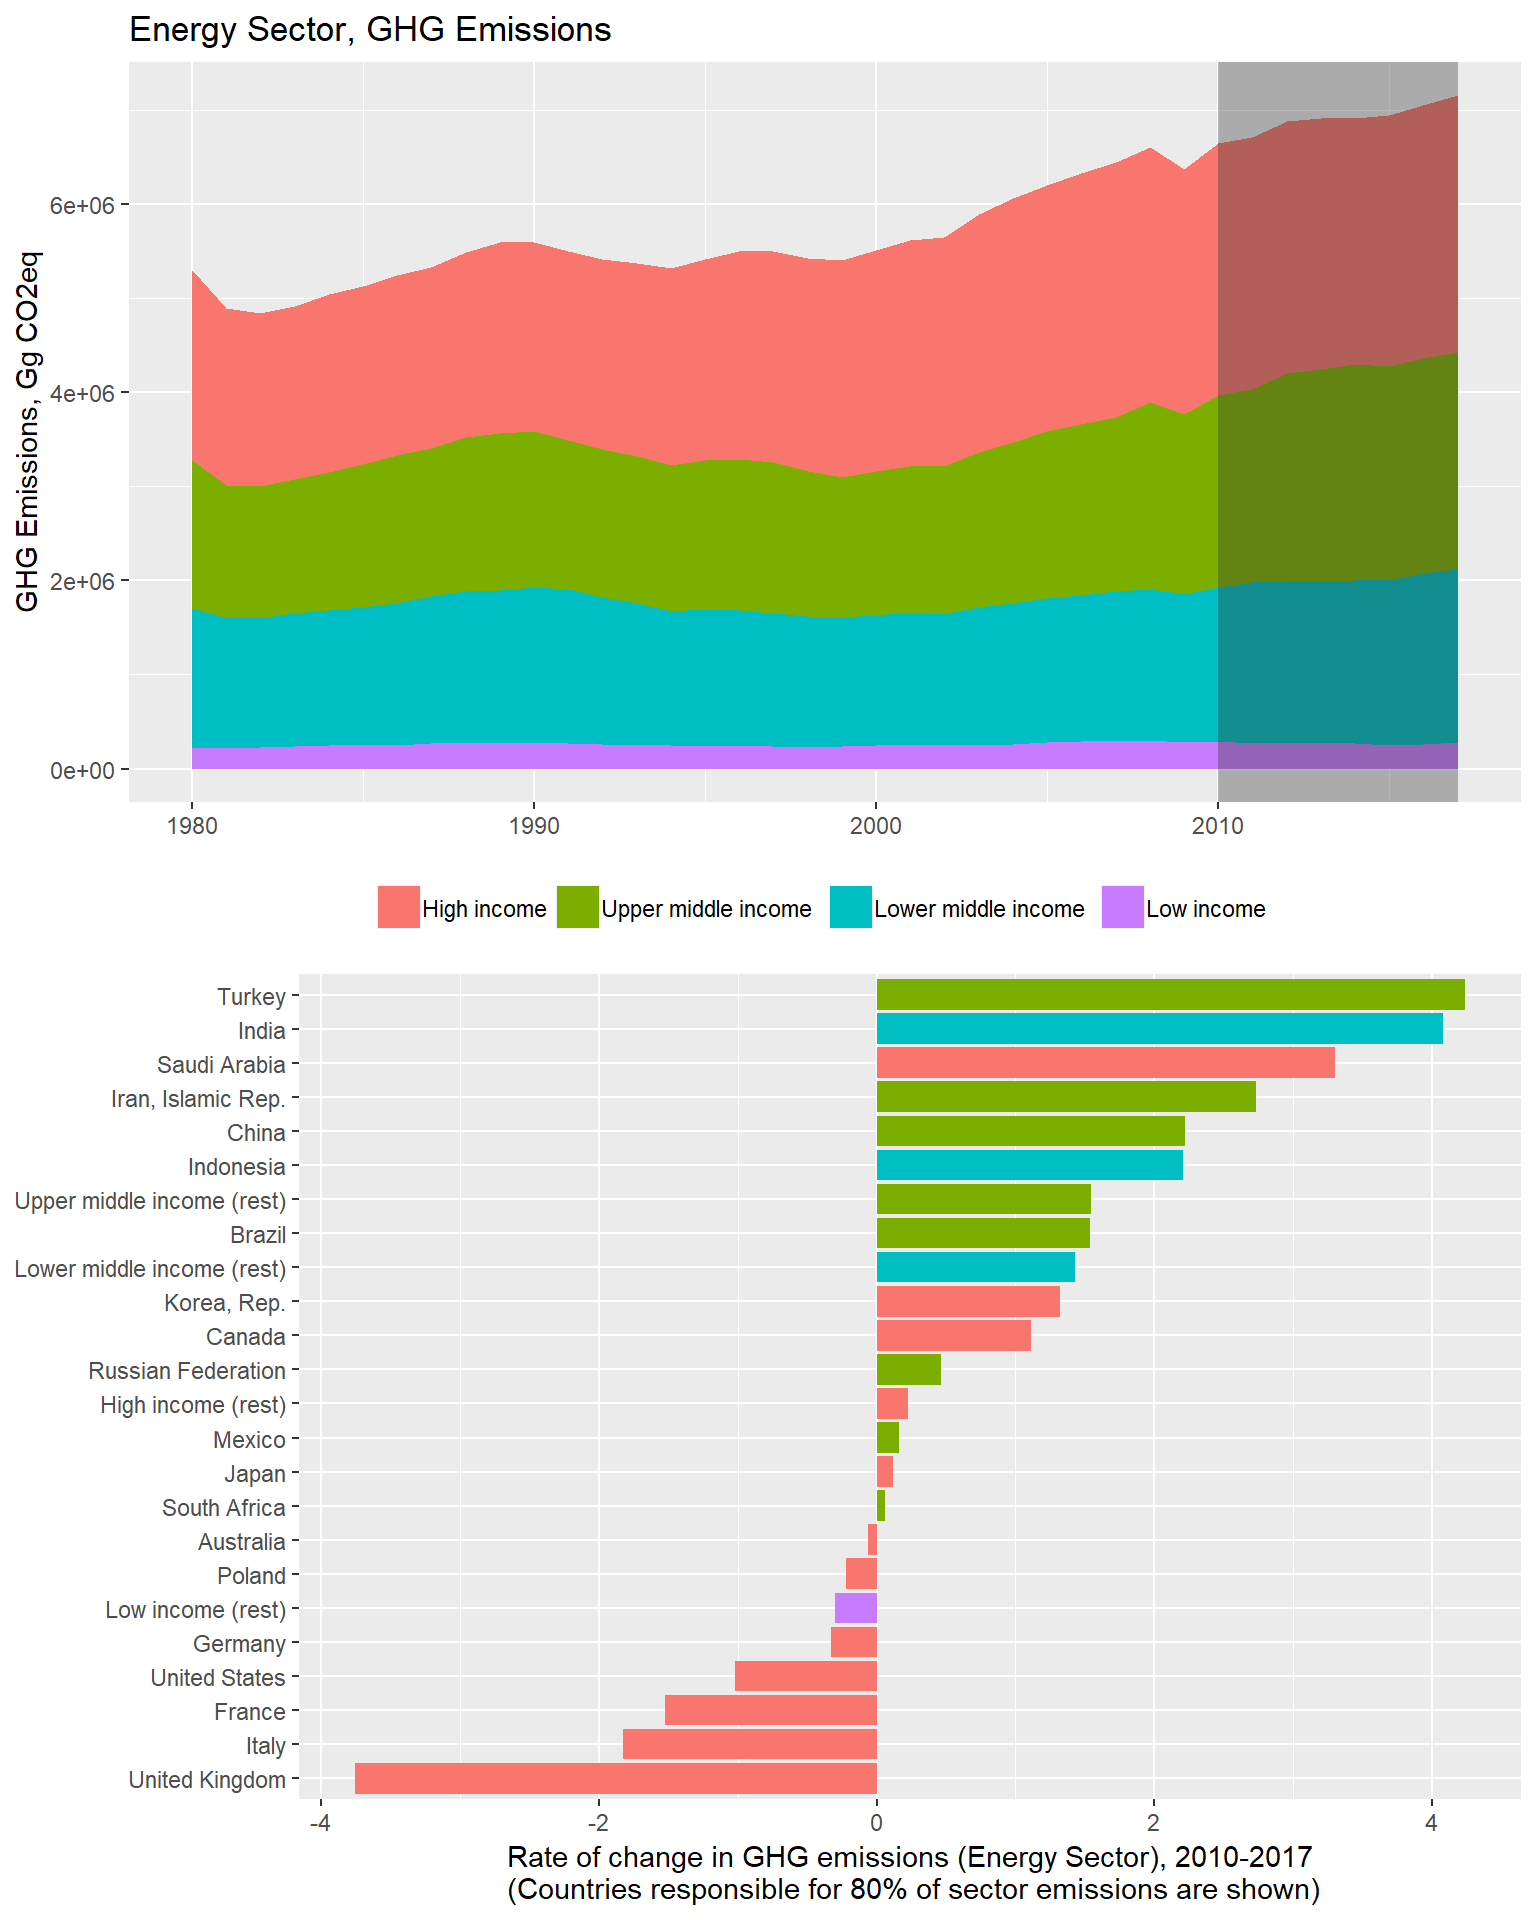 Energy Sector, GHG Emissions
GHG Emissions, Gg CO2eq
6e+06
4e+06
2e+06
0e+00
1980 1990 2000 2010
High income Upper middle income Lower middle income Low income
Turkey
India
Saudi Arabia
Iran, Islamic Rep.
China
Indonesia
Upper middle income (rest)
Brazil
Lower middle income (rest)
Korea, Rep.
Canada
Russian Federation
High income (rest)
Mexico
Japan
South Africa
Australia
Poland
Low income (rest)
Germany
United States
France
Italy
United Kingdom
-4 -2 0 2 4
Rate of change in GHG emissions (Energy Sector), 2010-2017
(Countries responsible for 80% of sector emissions are shown)